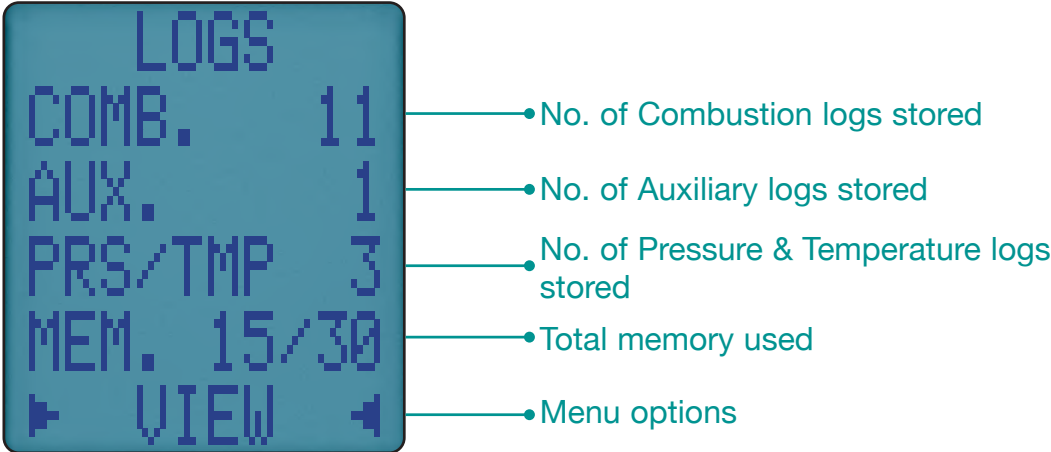 LOGS
COMB. 11
No. of Combustion logs stored
AUX. 1
No. of Auxiliary logs stored
PRS/TMP 3
No. of Pressure & Temperature logs
stored
MEM. 15/30
Total memory used
VIEW
Menu options